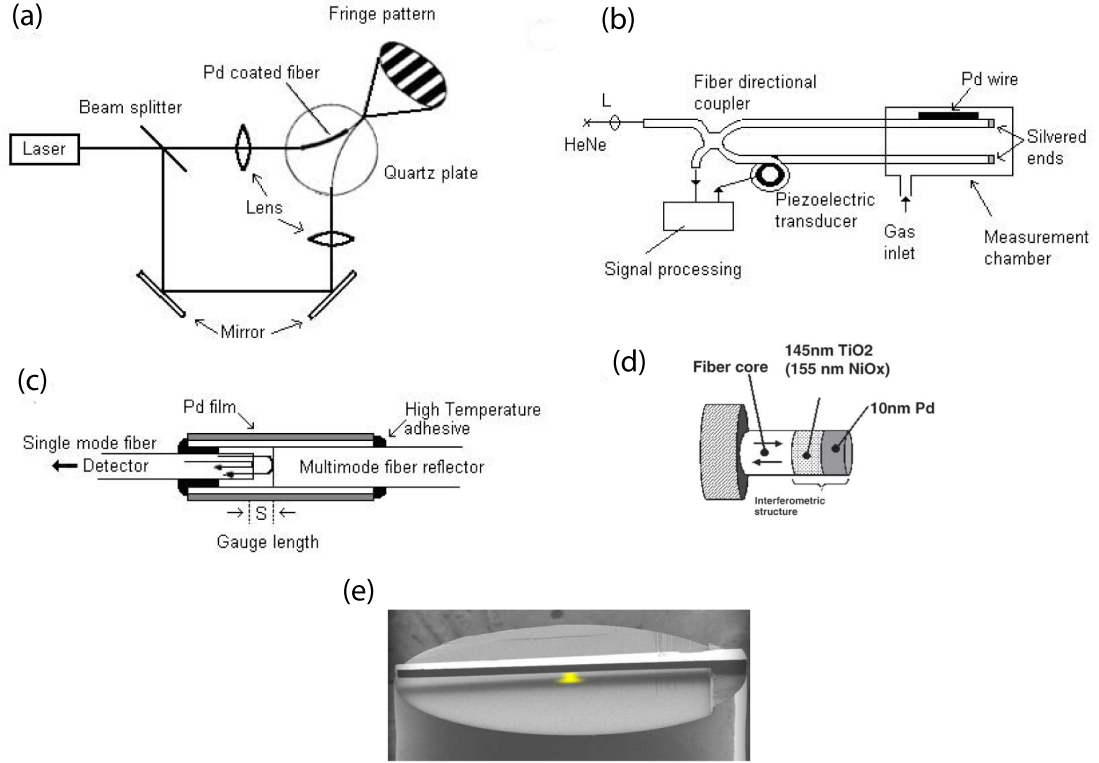 (a)
Fringe pattern
Pd coated fiber
Beam splitter
Laser
Quartz plate
Lens
Mirror
(b)
Fiber directional
coupler
Pd wire
L
HeNe
Silvered
ends
Piezoelectric
transducer
Gas
inlet
Measurement
chamber
Signal processing
(c)
Pd film
High Temperature
adhesive
Single mode fiber
Detector
Multimode fiber reflector
S
Gauge length
(d)
145nm TiO2
(155 nm NiOx)
Fiber core
10nm Pd
Interferometric
structure
(e)